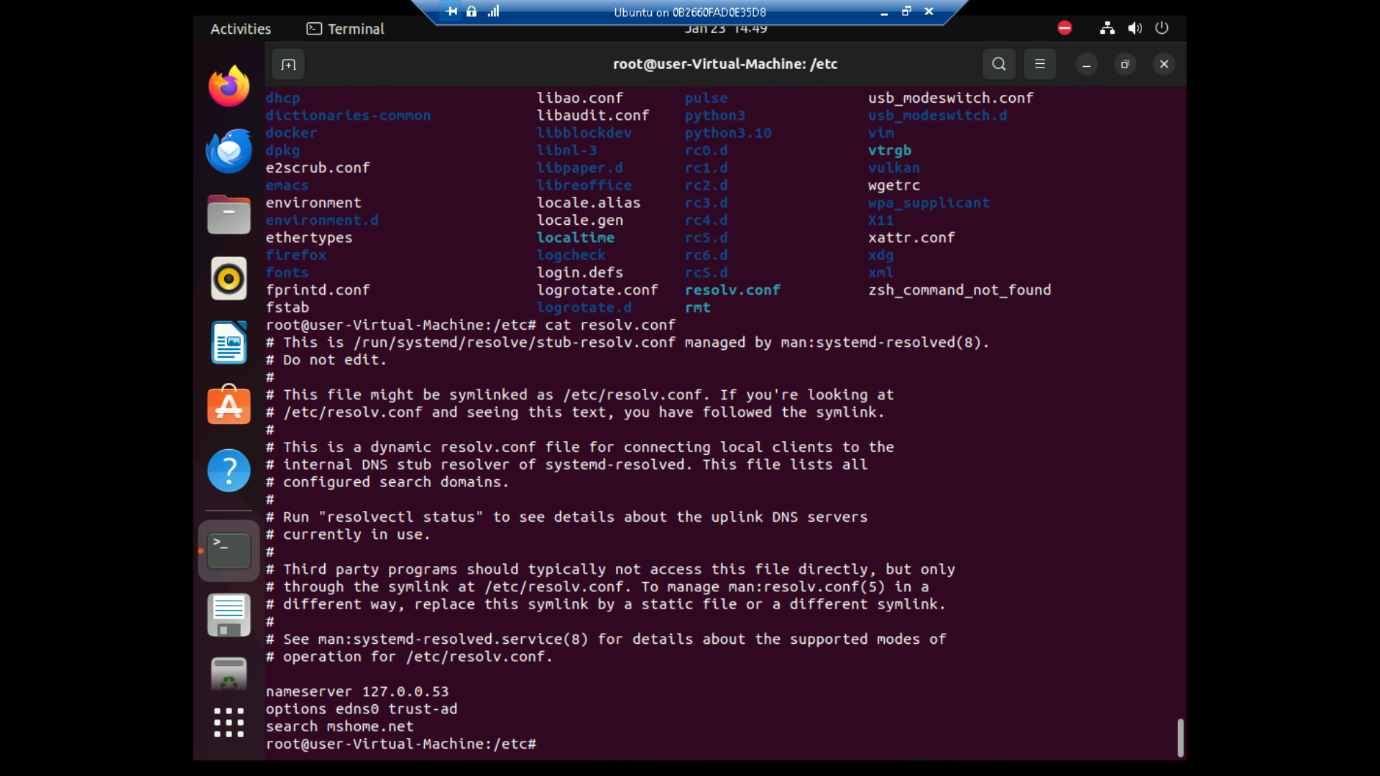 Ubuntu on 0B2660FAD0E35D8
Activities Terminal Jan 23 14:49
root@user-Virtual-Machine: /etc
dhcp libao.conf pulse usb_modeswitch.conf
dictionaries-common libaudit.conf python3 usb_modeswitch.d
docker libblockdev python3.10 vim
dpkg libnl-3 rc0.d vtrgb
e2scrub.conf libpaper.d rc1.d vulkan
emacs libreoffice rc2.d wgetrc
environment locale.alias rc3.d wpa_supplicant
environment.d locale.gen rc4.d X11
ethertypes localtime rc5.d xattr.conf
firefox logcheck rc6.d xdg
fonts login.defs rcS.d xml
fprintd.conf logrotate.conf resolv.conf zsh_command_not_found
fstab logrotate.d rmt
root@user-Virtual-Machine:/etc# cat resolv.conf
# This is /run/systemd/resolve/stub-resolv.conf managed by man:systemd-resolved(8).
# Do not edit.
#
# This file might be symlinked as /etc/resolv.conf. If you're looking at
# /etc/resolv.conf and seeing this text, you have followed the symlink.
#
# This is a dynamic resolv.conf file for connecting local clients to the
# internal DNS stub resolver of systemd-resolved. This file lists all
# configured search domains.
#
# Run "resolvectl status" to see details about the uplink DNS servers
# currently in use.
#
# Third party programs should typically not access this file directly, but only
# through the symlink at /etc/resolv.conf. To manage man:resolv.conf(5) in a
# different way, replace this symlink by a static file or a different symlink.
#
# See man:systemd-resolved.service(8) for details about the supported modes of
# operation for /etc/resolv.conf.
nameserver 127.0.0.53
options edns0 trust-ad
search mshome.net
root@user-Virtual-Machine:/etc#